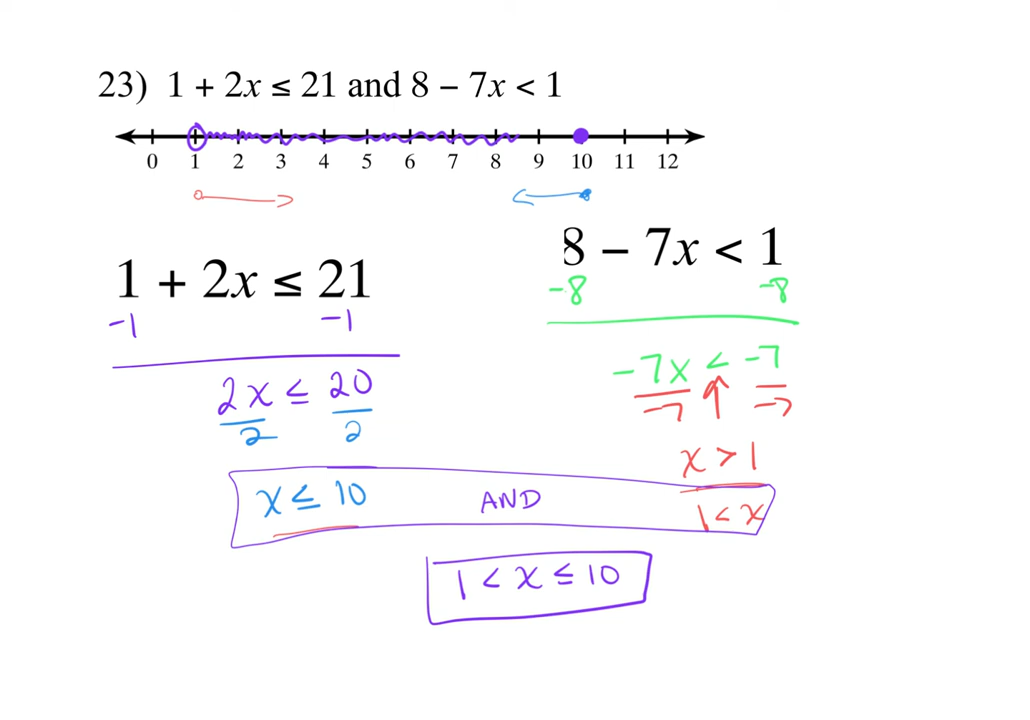 23) 1 + 2x ≤ 21 and 8 − 7x < 1
0 1 2 3 4 5 6 7 8 9 10 11 12
1 + 2x ≤ 21
-1 -1
2x ≤ 20
2 2
x ≤ 10
8 − 7x < 1
-8 -8
-7x < -7
-7 -7
x > 1
AND
1 < x
1 < x ≤ 10